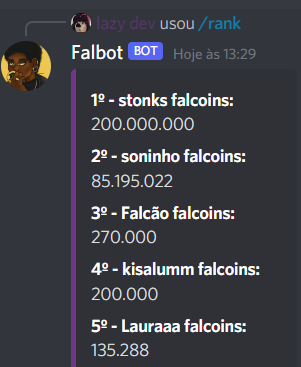 lazy dev usou /rank
Falbot BOT Hoje às 13:29
1º - stonks falcoins:
200.000.000
2º - soninho falcoins:
85.195.022
3º - Falcão falcoins:
270.000
4º - kisalumm falcoins:
200.000
5º - Lauraaa falcoins:
135.288